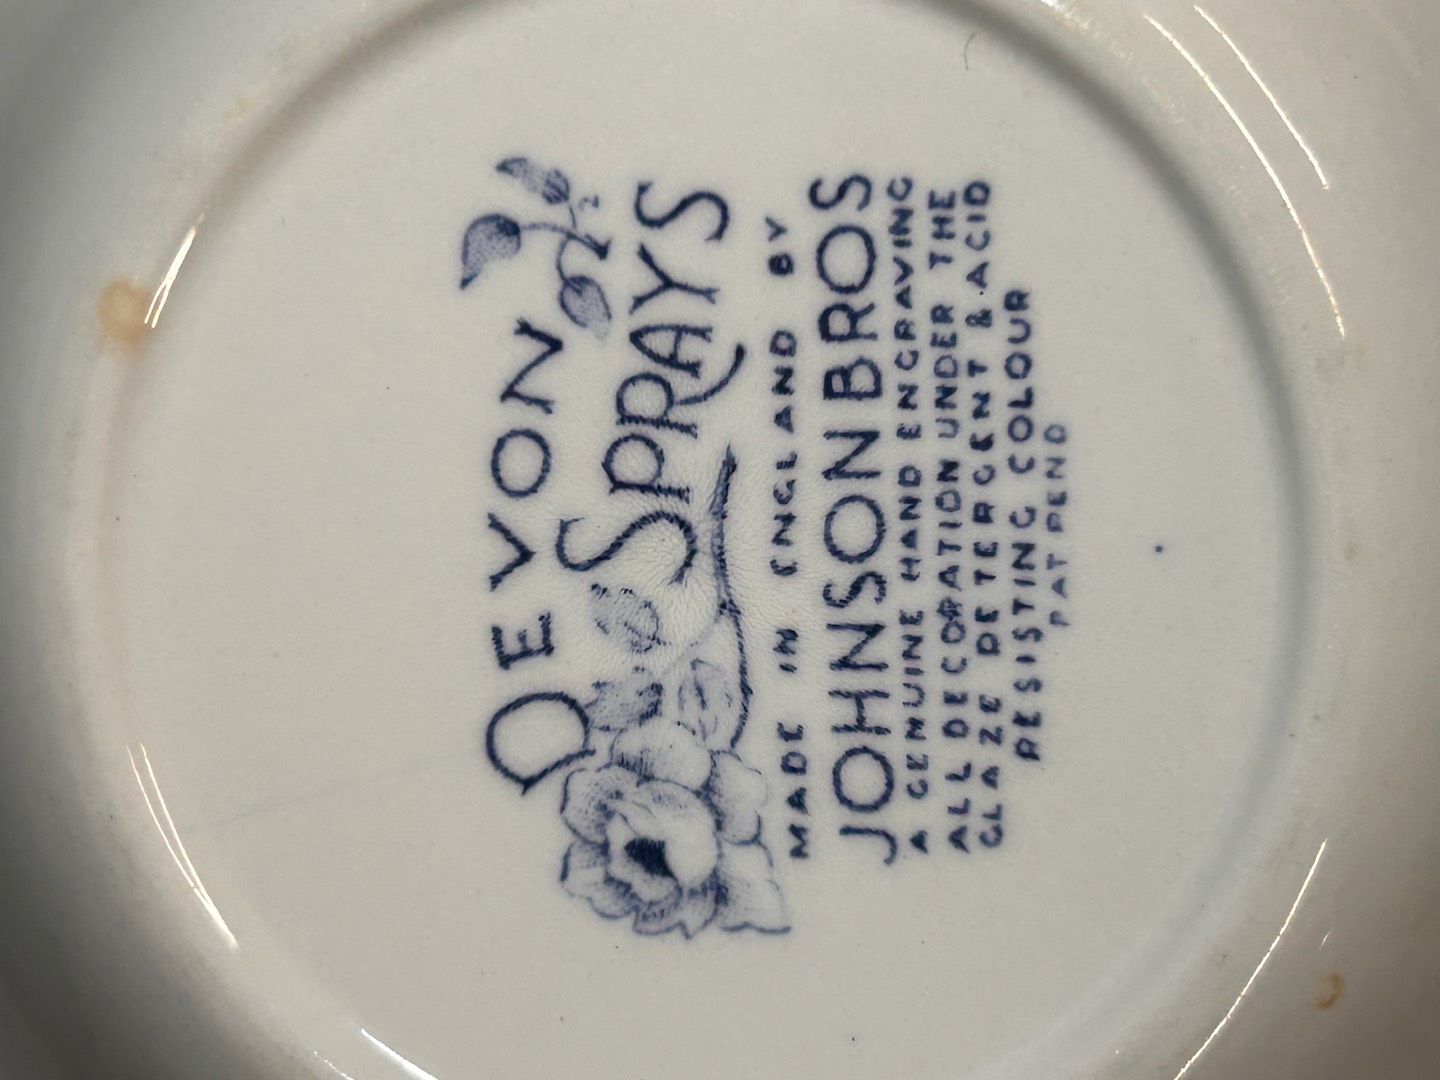 DEVON
SPRAYS
2
MADE IN ENGLAND BY
JOHNSON BROS
A GENUINE HAND ENGRAVING
ALL DECORATION UNDER THE
GLAZE DETERGENT & ACID
RESISTING COLOUR
PAT PEND